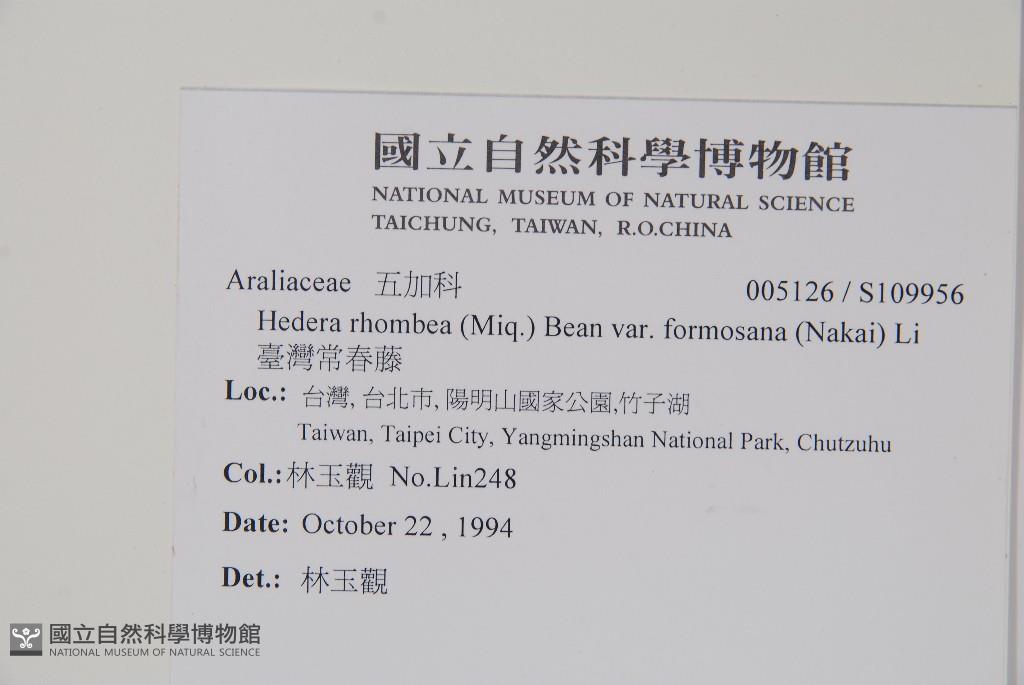 國立自然科學博物館
NATIONAL MUSEUM OF NATURAL SCIENCE
TAICHUNG, TAIWAN, R.O.CHINA
Araliaceae 五加科 005126 / S109956
Hedera rhombea (Miq.) Bean var. formosana (Nakai) Li
臺灣常春藤
Loc.: 台灣, 台北市, 陽明山國家公園,竹子湖
Taiwan, Taipei City, Yangmingshan National Park, Chutzuhu
Col.: 林玉觀 No.Lin248
Date: October 22 , 1994
Det.: 林玉觀
國立自然科學博物館
NATIONAL MUSEUM OF NATURAL SCIENCE